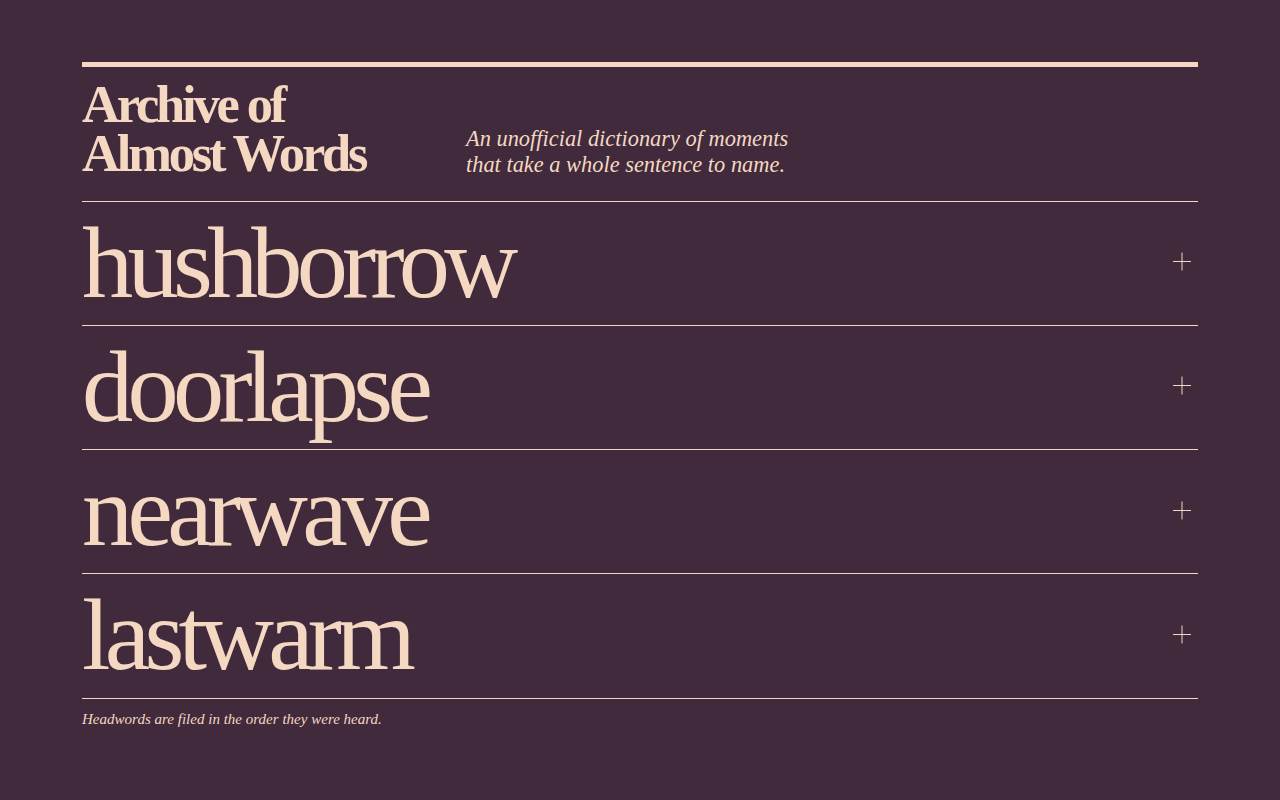 Archive of
Almost Words
An unofficial dictionary of moments
that take a whole sentence to name.
hushborrow
+
doorlapse
+
nearwave
+
lastwarm
+
Headwords are filed in the order they were heard.